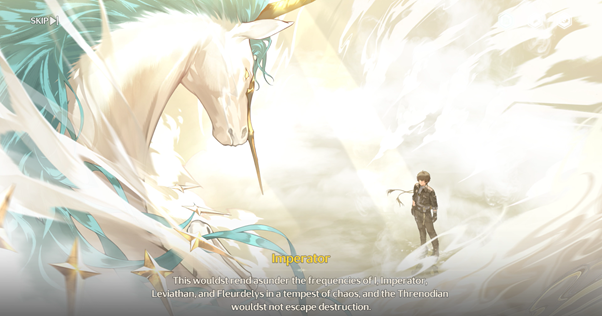 SKIP
Imperator
This wouldst rend asunder the frequencies of I, Imperator,
Leviathan, and Fleurdelys in a tempest of chaos, and the Threnodian
wouldst not escape destruction.